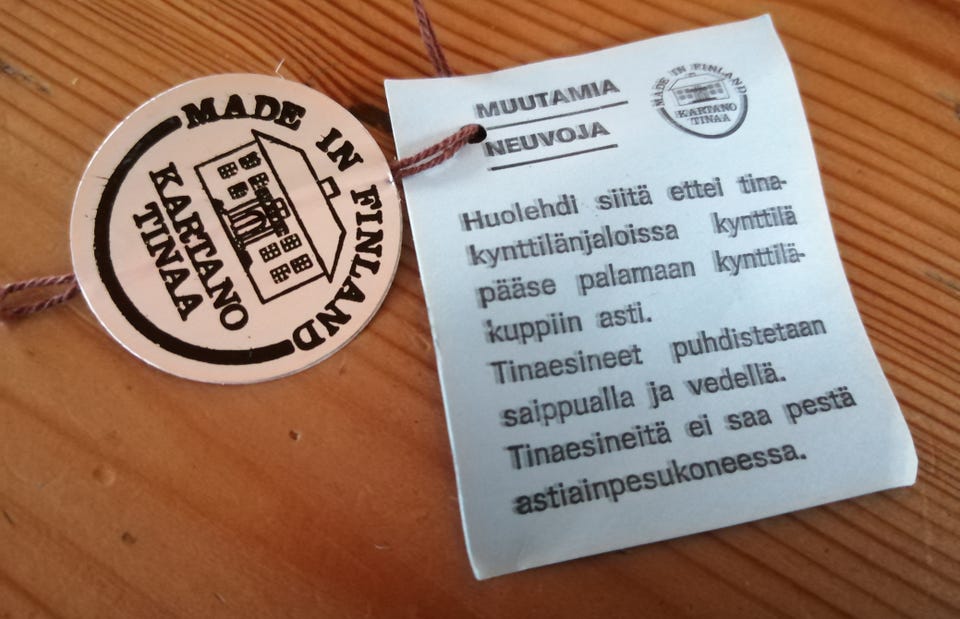 MADE IN FINLAND
KARTANO
TINAA
MUUTAMIA
NEUVOJA
MADE IN FINLAND
KARTANO
TINAA
Huolehdi siitä ettei tina-
kynttilänjaloissa kynttilä
pääse palamaan kynttilä-
kuppiin asti.
Tinaesineet puhdistetaan
saippualla ja vedellä.
Tinaesineitä ei saa pestä
astiainpesukoneessa.